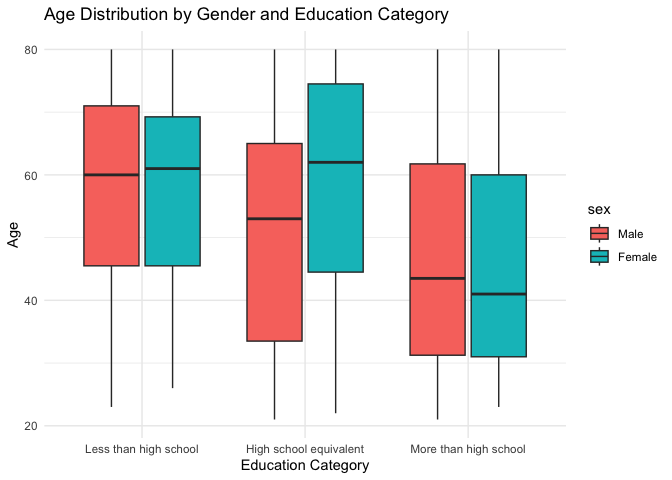 Age Distribution by Gender and Education Category
80
60
40
20
Age
Less than high school
High school equivalent
More than high school
Education Category
sex
Male
Female